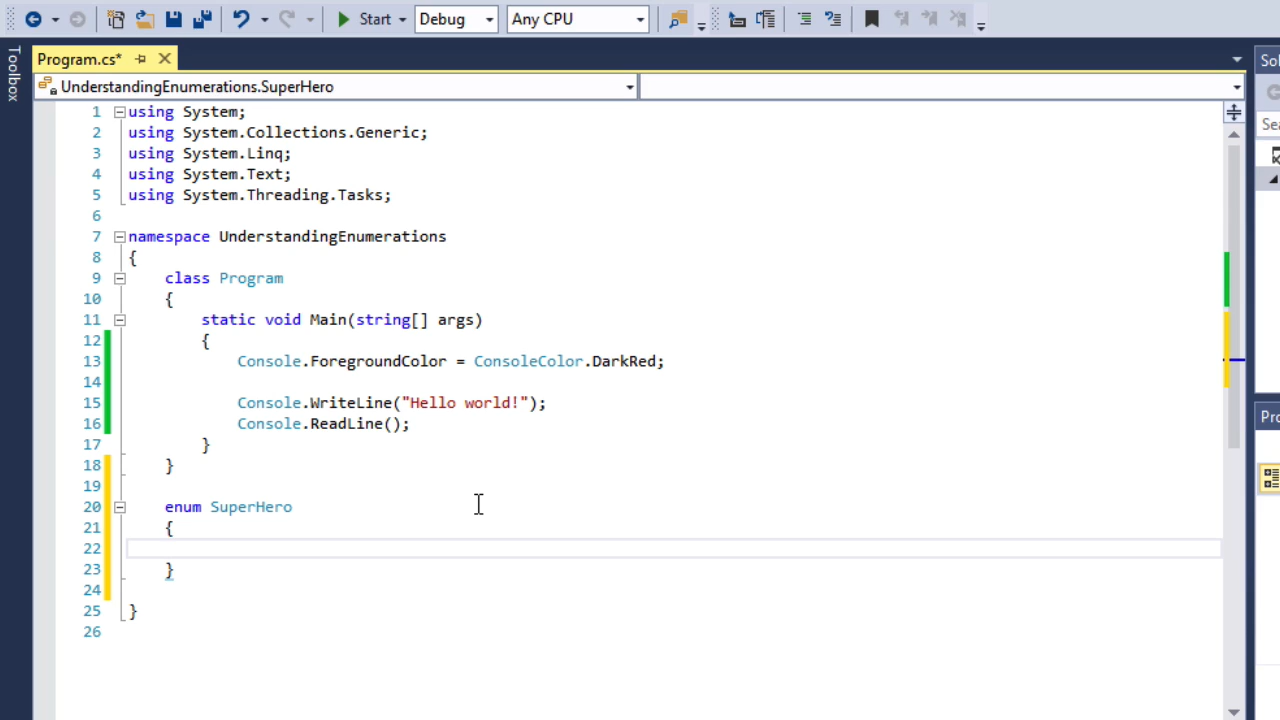 Start Debug Any CPU
Toolbox
Program.cs*
UnderstandingEnumerations.SuperHero
1 using System;
2 using System.Collections.Generic;
3 using System.Linq;
4 using System.Text;
5 using System.Threading.Tasks;
6
7 namespace UnderstandingEnumerations
8 {
9 class Program
10 {
11 static void Main(string[] args)
12 {
13 Console.ForegroundColor = ConsoleColor.DarkRed;
14
15 Console.WriteLine("Hello world!");
16 Console.ReadLine();
17 }
18 }
19
20 enum SuperHero
21 {
22
23 }
24
25 }
26
Sol
Sea
Pro